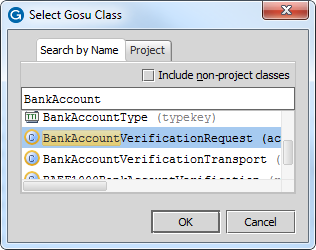 Select Gosu Class
Search by Name
Project
Include non-project classes
BankAccount
BankAccountType (typekey)
BankAccountVerificationRequest (ac
BankAccountVerificationTransport (
OK
Cancel